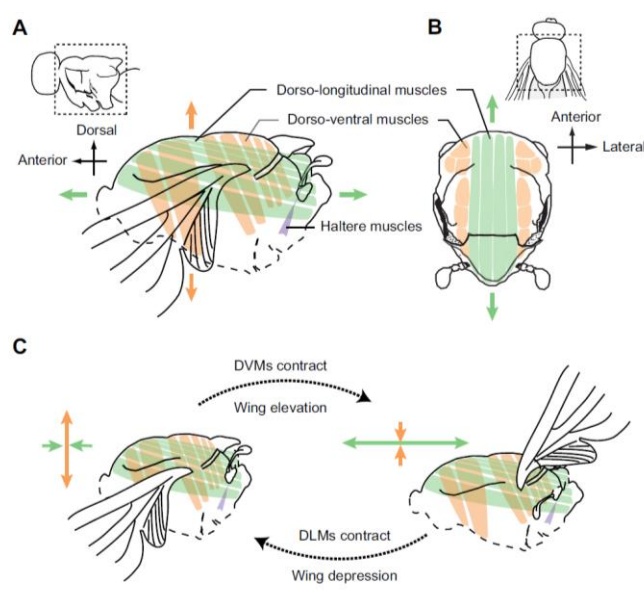 A
B
Dorso-longitudinal muscles
Dorsal
Dorso-ventral muscles
Anterior
Anterior
Lateral
Haltere muscles
C
DVMs contract
Wing elevation
DLMs contract
Wing depression